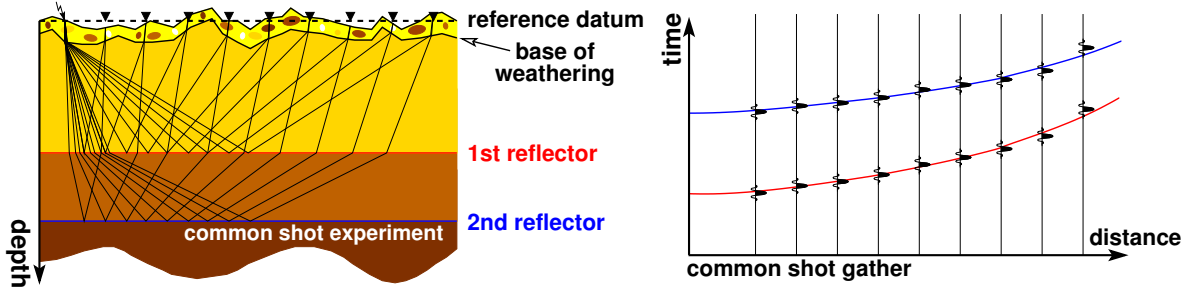 reference datum
base of
weathering
1st reflector
2nd reflector
common shot experiment
depth
time
distance
common shot gather